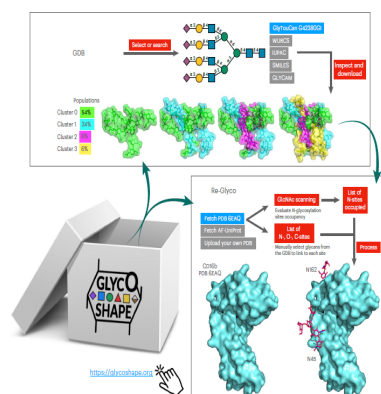 GDB
Select or search
GlyTouCan G42380GI
WURCS
IUPAC
SMILES
GLYCAM
Inspect and
download
Populations
Cluster 0 54%
Cluster 1
Cluster 2
Cluster 3 6%
Re-Glyco
Fetch PDB 6EAQ
Fetch AF UniProt
Upload your own PDB
GlcNAc scanning
Evaluate N-glycosylation
sites occupancy
List of
N-sites
occupied
List of
N-, O-, C-sites
Manually select glycans from
the GDB to link to each site
Process
CD16b
PDB 6EAQ
N162
N45
GLYCO
SHAPE
https://glycoshape.org